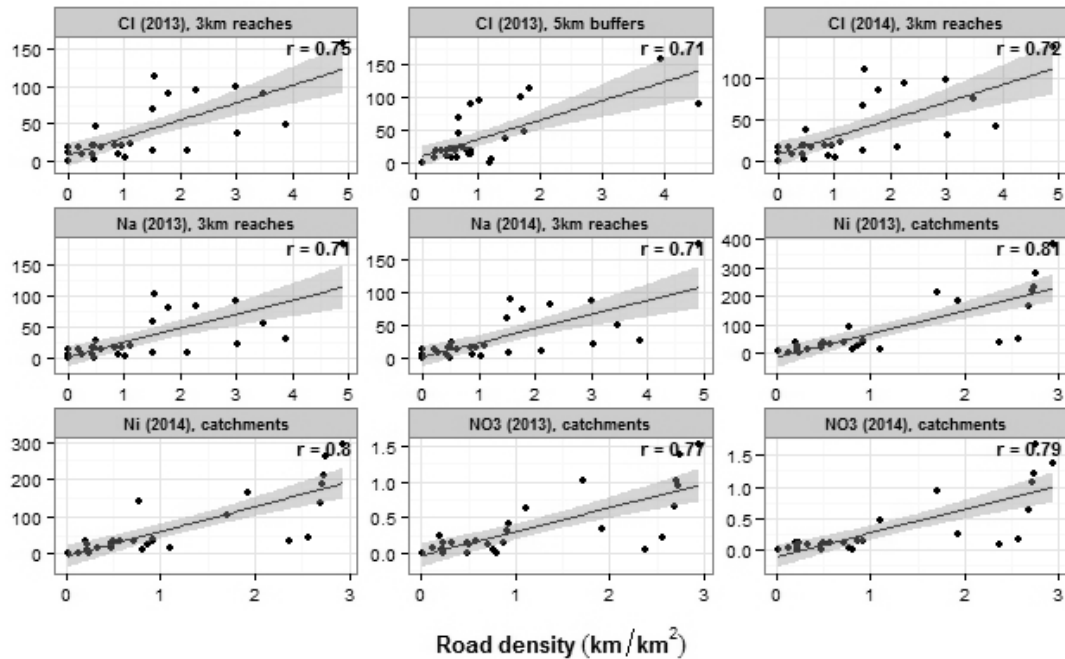 Cl (2013), 3km reaches
Cl (2013), 5km buffers
Cl (2014), 3km reaches
r = 0.75
r = 0.71
r = 0.72
150
100
50
0
150
100
50
0
100
50
0
0 1 2 3 4 5
0 1 2 3 4
0 1 2 3 4 5
Na (2013), 3km reaches
Na (2014), 3km reaches
Ni (2013), catchments
r = 0.71
r = 0.71
r = 0.81
150
100
50
0
150
100
50
0
400
300
200
100
0
0 1 2 3 4 5
0 1 2 3 4 5
0 1 2 3
Ni (2014), catchments
NO3 (2013), catchments
NO3 (2014), catchments
r = 0.8
r = 0.77
r = 0.79
300
200
100
0
1.5
1.0
0.5
0.0
1.5
1.0
0.5
0.0
0 1 2 3
0 1 2 3
0 1 2 3
Road density (km/km²)